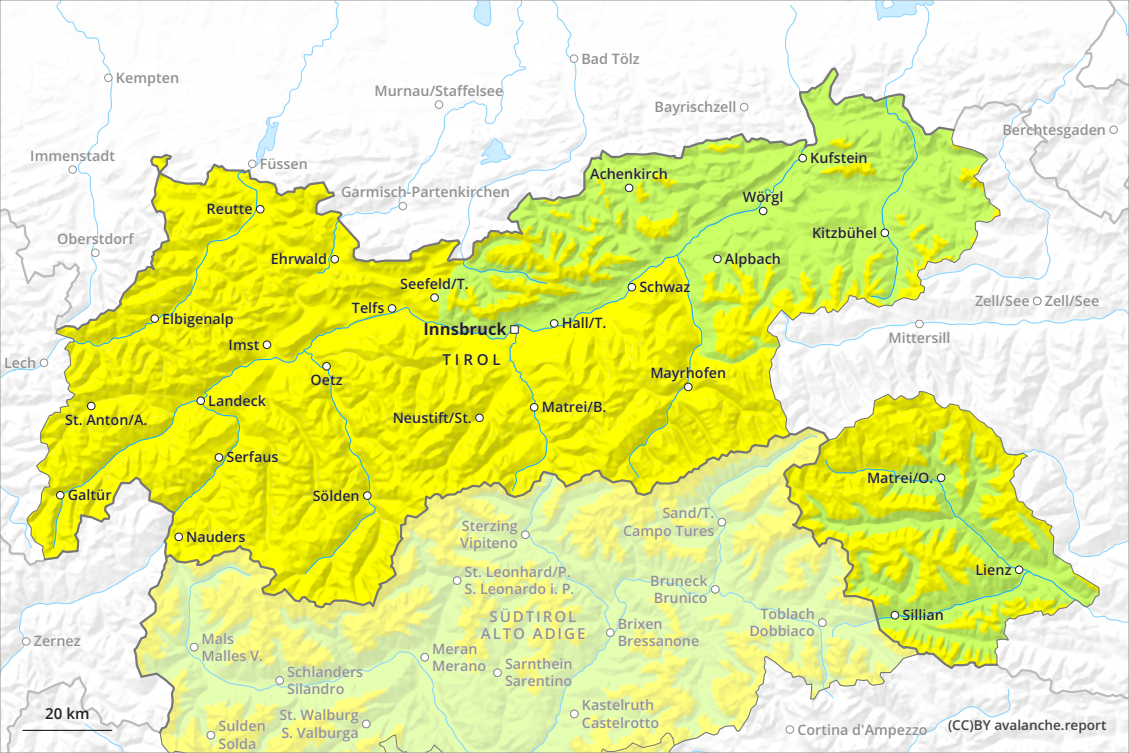 Kempten
Bad Tölz
Murnau/Staffelsee
Bayrischzell
Berchtesgaden
Immenstadt
Füssen
Kufstein
Garmisch-Partenkirchen
Achenkirch
Wörgl
Reutte
Oberstdorf
Kitzbühel
Ehrwald
Alpbach
Seefeld/T.
Schwaz
Zell/See
Zell/See
Telfs
Elbigenalp
Innsbruck
Hall/T.
Mittersill
Imst
TIROL
Lech
Oetz
Mayrhofen
Landeck
Matrei/B.
St. Anton/A.
Neustift/St.
Serfaus
Matrei/O.
Galtür
Sölden
Sand/T.
Campo Tures
Sterzing
Vipiteno
Nauders
St. Leonhard/P.
S. Leonardo i. P.
Lienz
Bruneck
Brunico
SÜDTIROL
ALTO ADIGE
Toblach
Dobbiaco
Sillian
Brixen
Bressanone
Zernez
Mals
Malles V.
Meran
Merano
Sarnthein
Sarentino
Schlanders
Silandro
20 km
St. Walburg
S. Valburga
Kastelruth
Castelrotto
Sulden
Solda
Cortina d'Ampezzo
(CC)BY avalanche.report